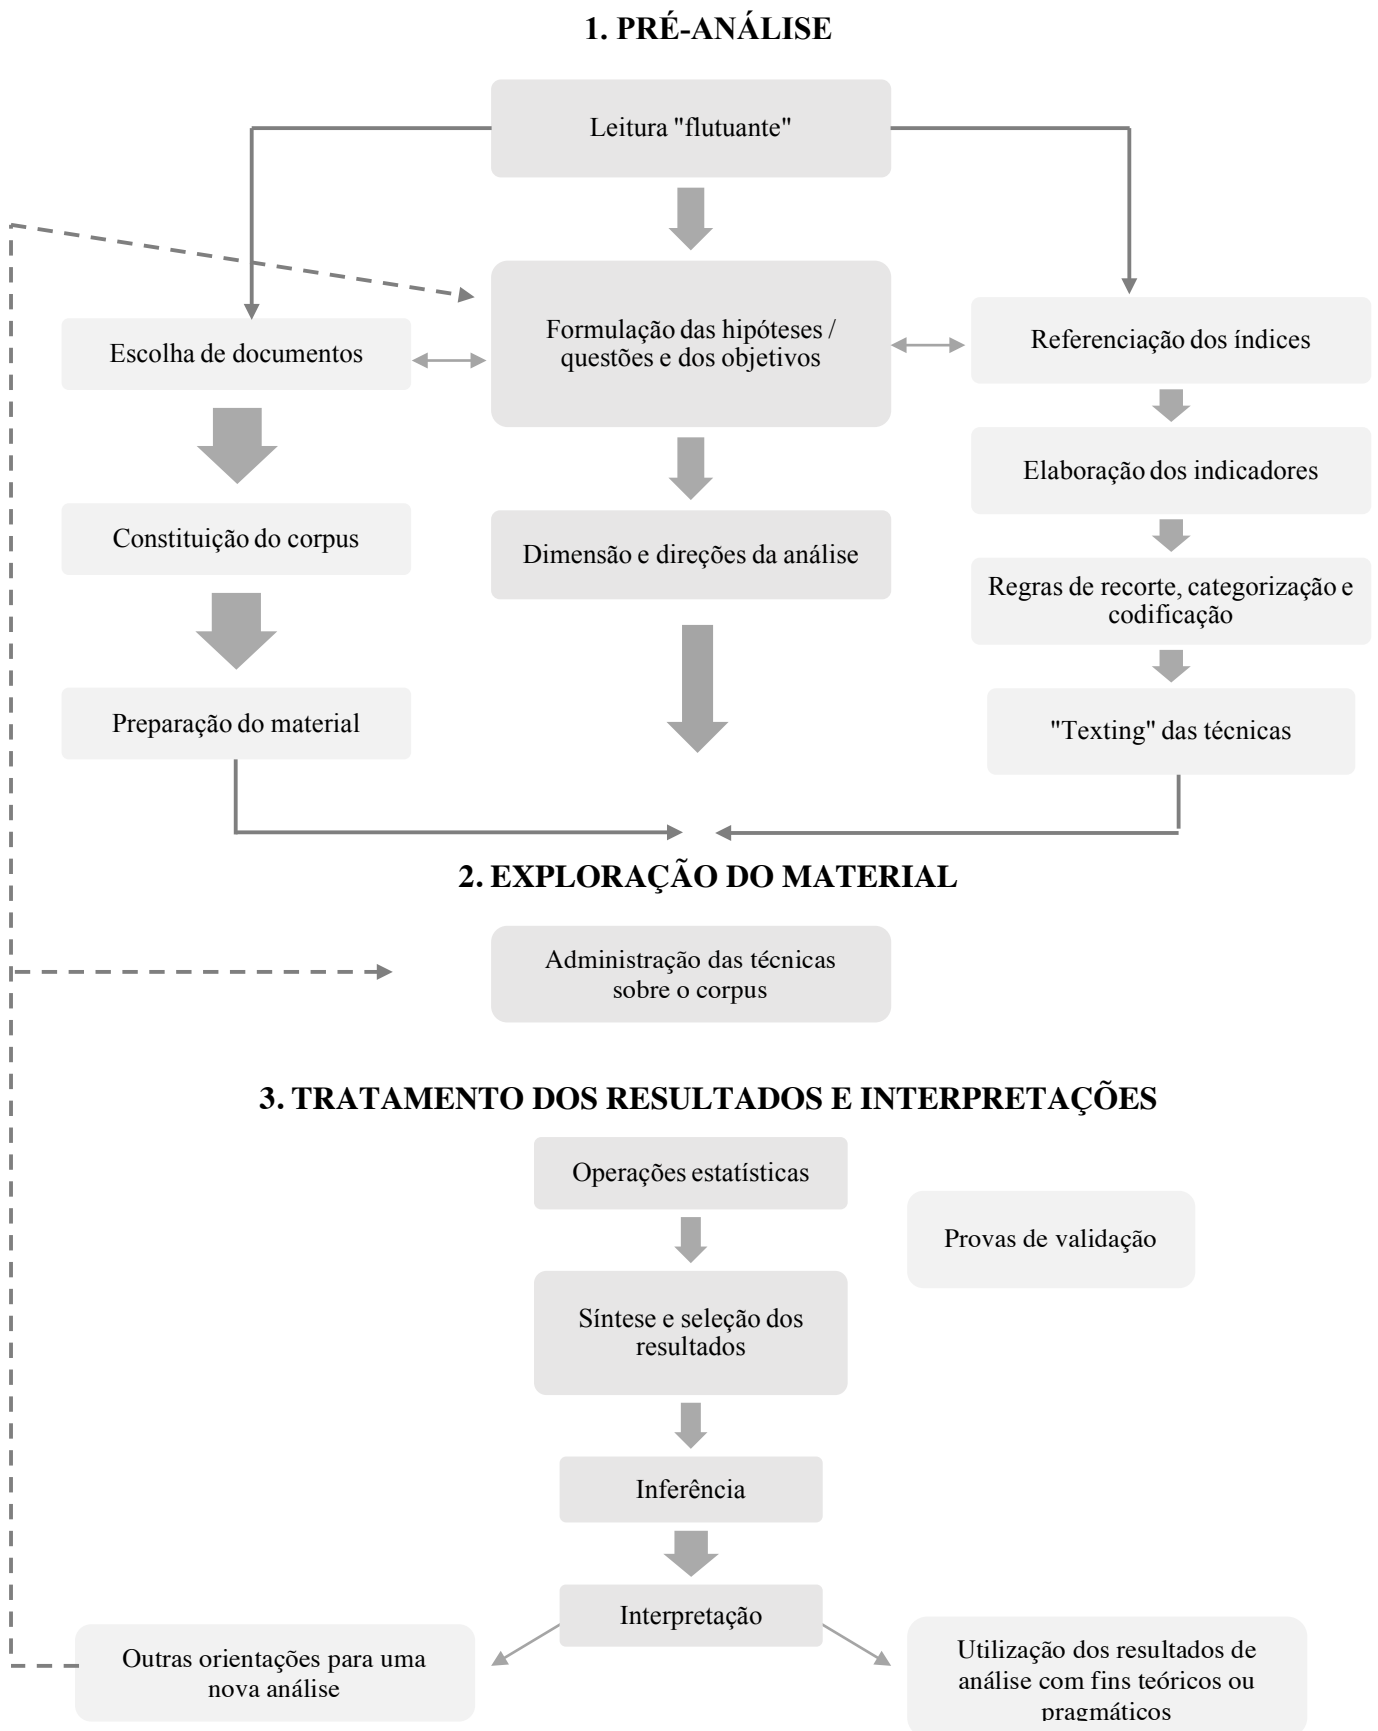 1. PRÉ-ANÁLISE
Leitura "flutuante"
Escolha de documentos
Formulação das hipóteses /
questões e dos objetivos
Referenciação dos índices
Elaboração dos indicadores
Constituição do corpus
Dimensão e direções da análise
Regras de recorte, categorização e
codificação
Preparação do material
"Texting" das técnicas
2. EXPLORAÇÃO DO MATERIAL
Administração das técnicas
sobre o corpus
3. TRATAMENTO DOS RESULTADOS E INTERPRETAÇÕES
Operações estatísticas
Provas de validação
Síntese e seleção dos
resultados
Inferência
Interpretação
Outras orientações para uma
nova análise
Utilização dos resultados de
análise com fins teóricos ou
pragmáticos